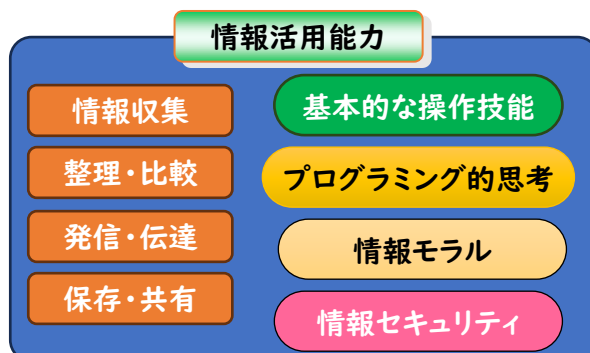 情報活用能力
情報収集
整理・比較
発信・伝達
保存・共有
基本的な操作技能
プログラミング的思考
情報モラル
情報セキュリティ